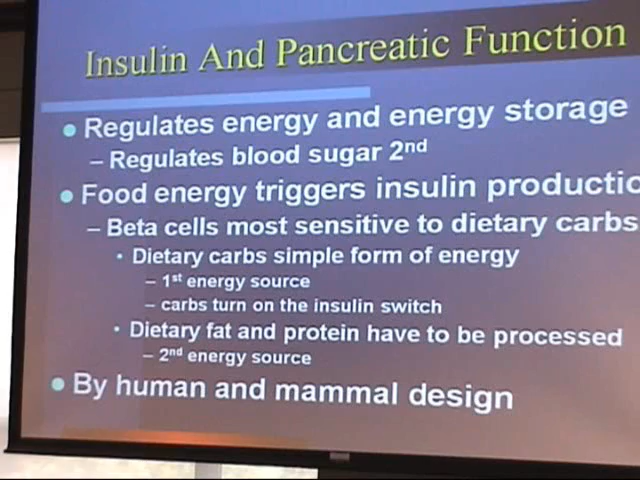 Insulin And Pancreatic Function
• Regulates energy and energy storage
– Regulates blood sugar 2nd
• Food energy triggers insulin productio
– Beta cells most sensitive to dietary carbs
• Dietary carbs simple form of energy
– 1st energy source
– carbs turn on the insulin switch
• Dietary fat and protein have to be processed
– 2nd energy source
• By human and mammal design